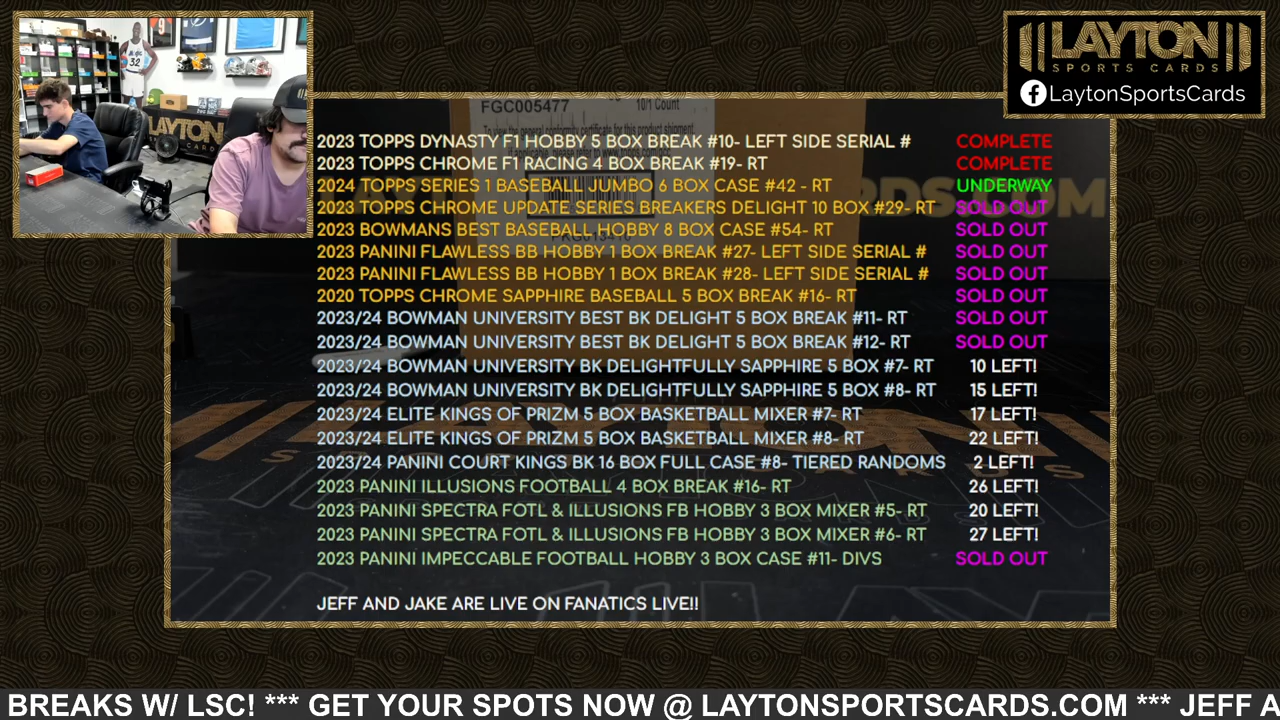 LAYTON
SPORTS CARDS
LaytonSportsCards
32
LAYTON
FGC005477
10/1 Count
2023 TOPPS DYNASTY F1 HOBBY 5 BOX BREAK #10- LEFT SIDE SERIAL # COMPLETE
2023 TOPPS CHROME F1 RACING 4 BOX BREAK #19- RT COMPLETE
2024 TOPPS SERIES 1 BASEBALL JUMBO 6 BOX CASE #42 - RT UNDERWAY
2023 TOPPS CHROME UPDATE SERIES BREAKERS DELIGHT 10 BOX #29- RT SOLD OUT
2023 BOWMANS BEST BASEBALL HOBBY 8 BOX CASE #54- RT SOLD OUT
2023 PANINI FLAWLESS BB HOBBY 1 BOX BREAK #27- LEFT SIDE SERIAL # SOLD OUT
2023 PANINI FLAWLESS BB HOBBY 1 BOX BREAK #28- LEFT SIDE SERIAL # SOLD OUT
2020 TOPPS CHROME SAPPHIRE BASEBALL 5 BOX BREAK #16- RT SOLD OUT
2023/24 BOWMAN UNIVERSITY BEST BK DELIGHT 5 BOX BREAK #11- RT SOLD OUT
2023/24 BOWMAN UNIVERSITY BEST BK DELIGHT 5 BOX BREAK #12- RT SOLD OUT
2023/24 BOWMAN UNIVERSITY BK DELIGHTFULLY SAPPHIRE 5 BOX #7- RT 10 LEFT!
2023/24 BOWMAN UNIVERSITY BK DELIGHTFULLY SAPPHIRE 5 BOX #8- RT 15 LEFT!
2023/24 ELITE KINGS OF PRIZM 5 BOX BASKETBALL MIXER #7- RT 17 LEFT!
2023/24 ELITE KINGS OF PRIZM 5 BOX BASKETBALL MIXER #8- RT 22 LEFT!
2023/24 PANINI COURT KINGS BK 16 BOX FULL CASE #8- TIERED RANDOMS 2 LEFT!
2023 PANINI ILLUSIONS FOOTBALL 4 BOX BREAK #16- RT 26 LEFT!
2023 PANINI SPECTRA FOTL & ILLUSIONS FB HOBBY 3 BOX MIXER #5- RT 20 LEFT!
2023 PANINI SPECTRA FOTL & ILLUSIONS FB HOBBY 3 BOX MIXER #6- RT 27 LEFT!
2023 PANINI IMPECCABLE FOOTBALL HOBBY 3 BOX CASE #11- DIVS SOLD OUT
JEFF AND JAKE ARE LIVE ON FANATICS LIVE!!
BREAKS W/ LSC! *** GET YOUR SPOTS NOW @ LAYTONSPORTSCARDS.COM *** JEFF A